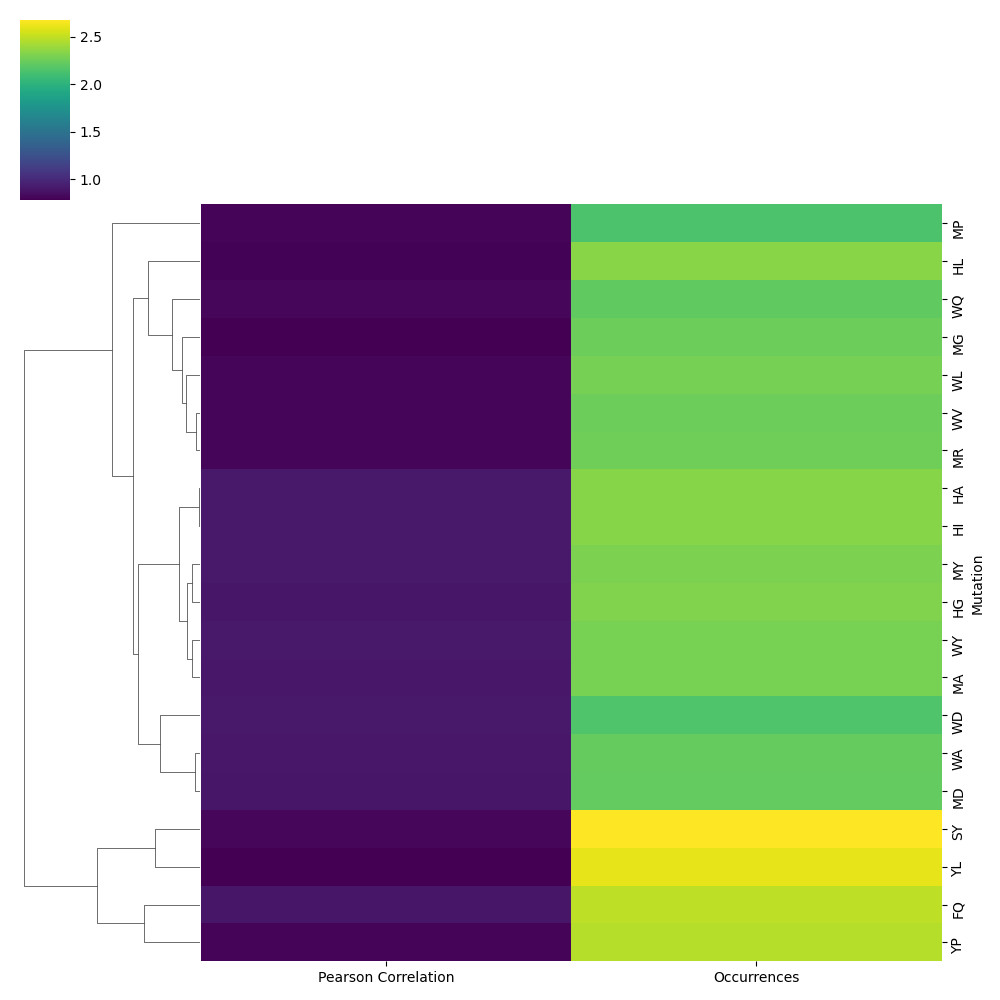 2.5
2.0
1.5
1.0
MP
HL
WQ
MG
WL
WV
MR
HA
HI
MY
HG
WY
MA
WD
WA
MD
SY
YL
FQ
YP
Mutation
Pearson Correlation
Occurrences